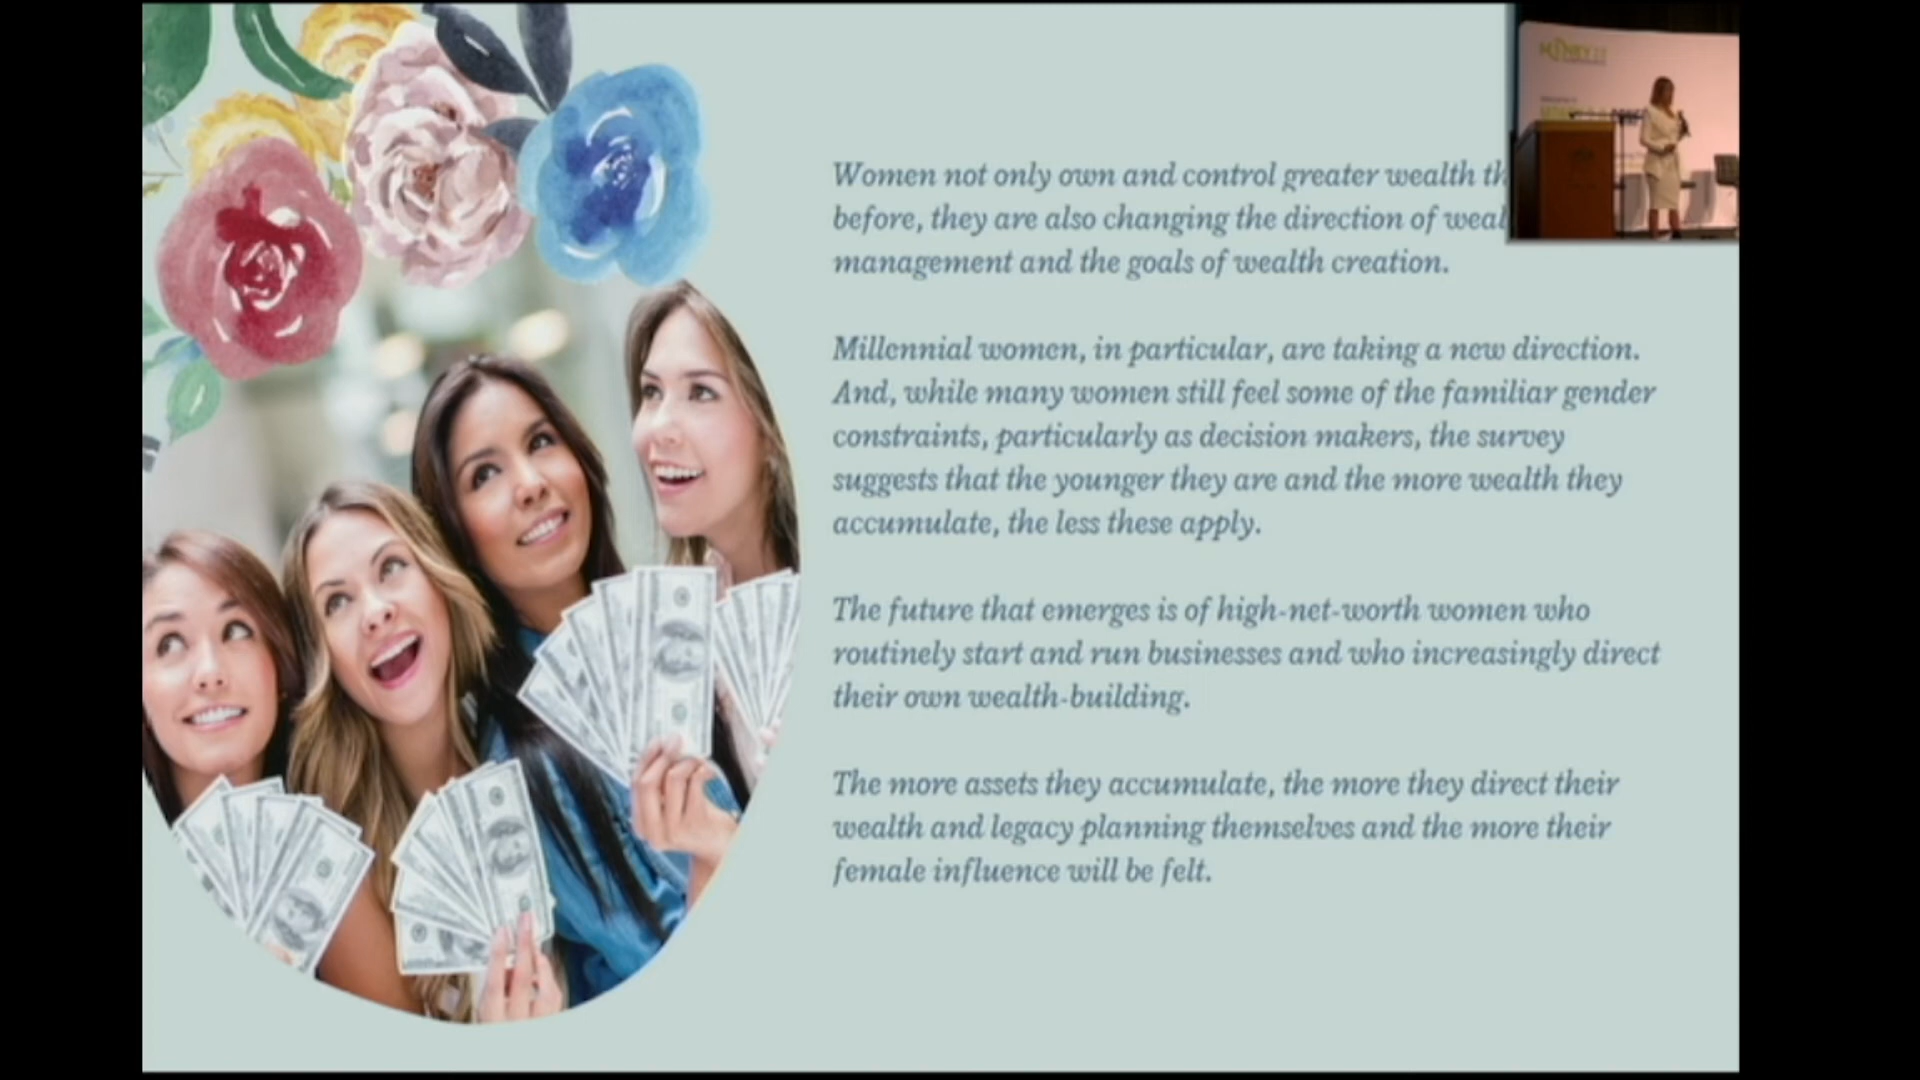 Women not only own and control greater wealth
before, they are also changing the direction of
management and the goals of wealth creation.
Millennial women, in particular, are taking a new direction.
And, while many women still feel some of the familiar gender
constraints, particularly as decision makers, the survey
suggests that the younger they are and the more wealth they
accumulate, the less these apply.
The future that emerges is of high-net-worth women who
routinely start and run businesses and who increasingly direct
their own wealth-building.
The more assets they accumulate, the more they direct their
wealth and legacy planning themselves and the more their
female influence will be felt.